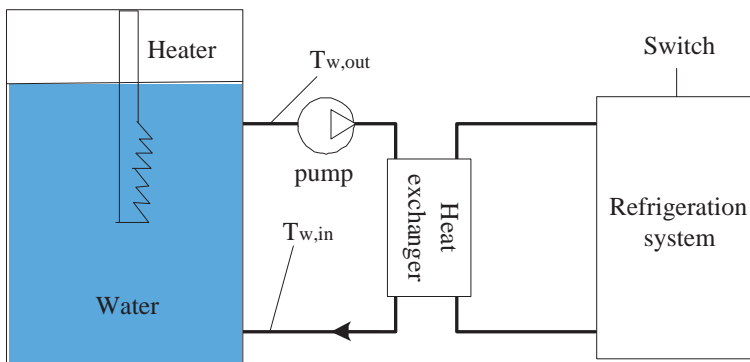 Heater
Tw,out
Switch
pump
Heat
exchanger
Refrigeration
system
Tw,in
Water